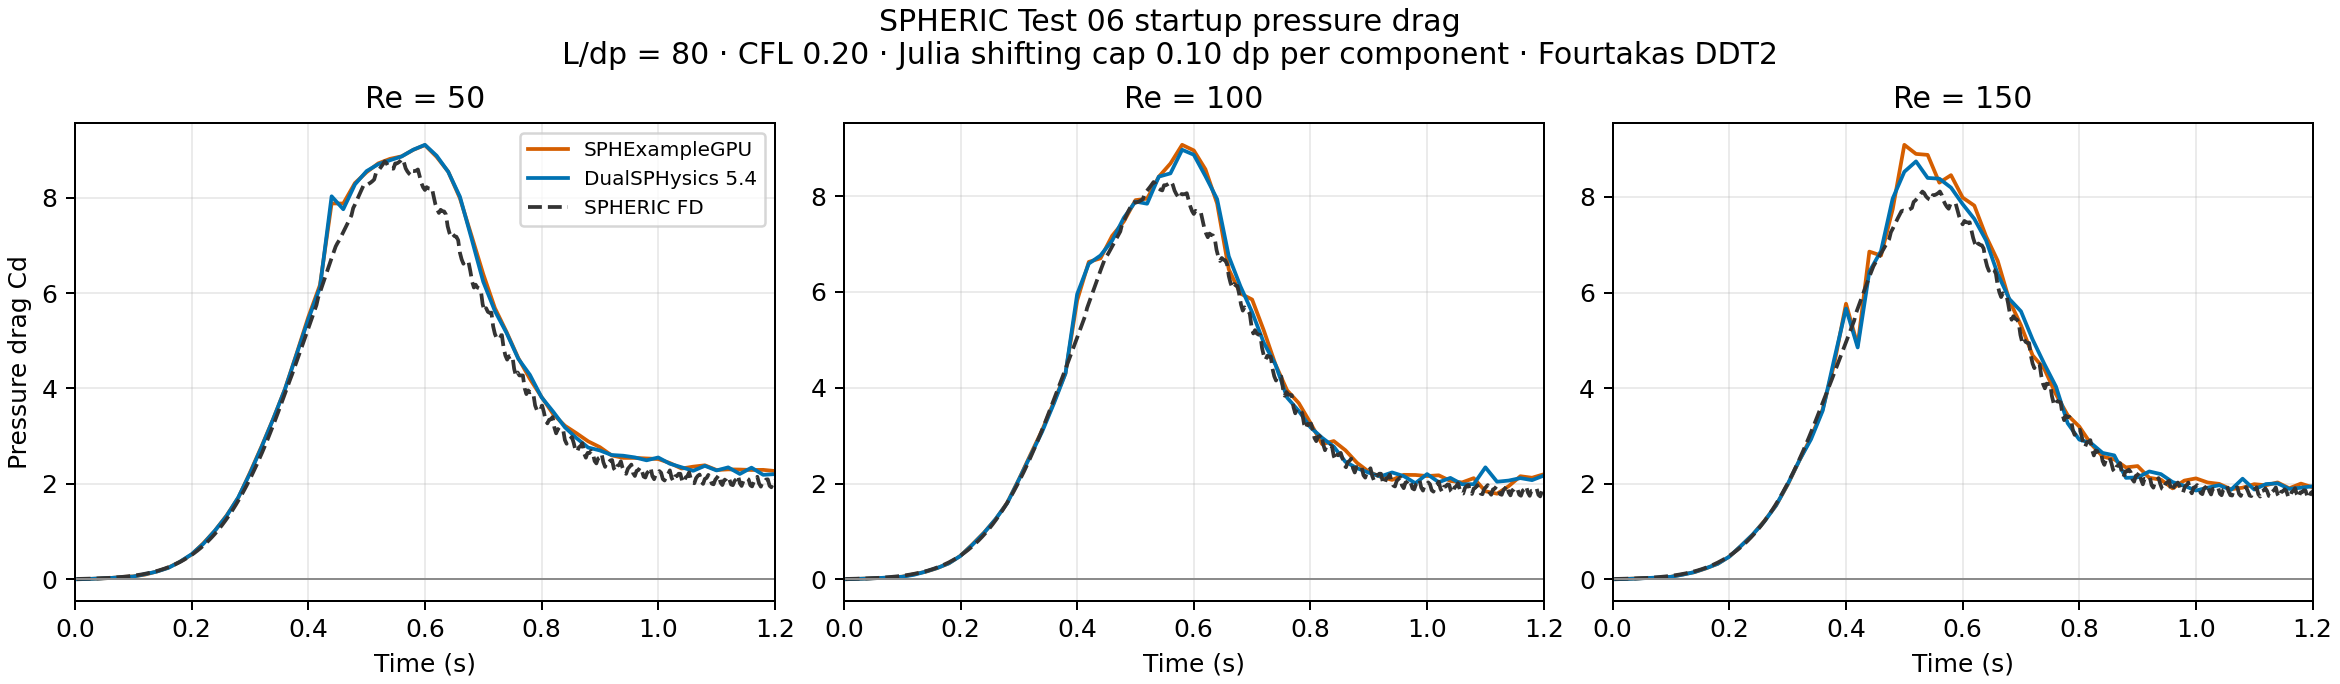 SPHERIC Test 06 startup pressure drag
L/dp = 80 · CFL 0.20 · Julia shifting cap 0.10 dp per component · Fourtakas DDT2
Re = 50
Re = 100
Re = 150
SPHExampleGPU
DualSPHysics 5.4
SPHERIC FD
Pressure drag Cd
8
6
4
2
0
0.0 0.2 0.4 0.6 0.8 1.0 1.2
Time (s)
8
6
4
2
0
0.0 0.2 0.4 0.6 0.8 1.0 1.2
Time (s)
8
6
4
2
0
0.0 0.2 0.4 0.6 0.8 1.0 1.2
Time (s)